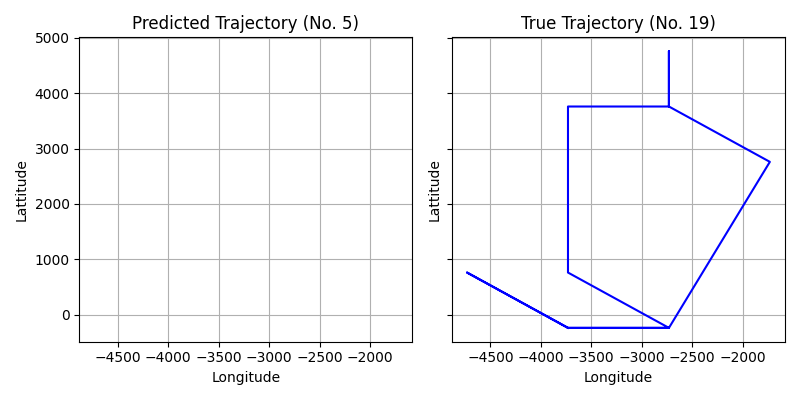 Predicted Trajectory (No. 5)
True Trajectory (No. 19)
5000
4000
3000
2000
1000
0
Lattitude
Lattitude
−4500 −4000 −3500 −3000 −2500 −2000
−4500 −4000 −3500 −3000 −2500 −2000
Longitude
Longitude